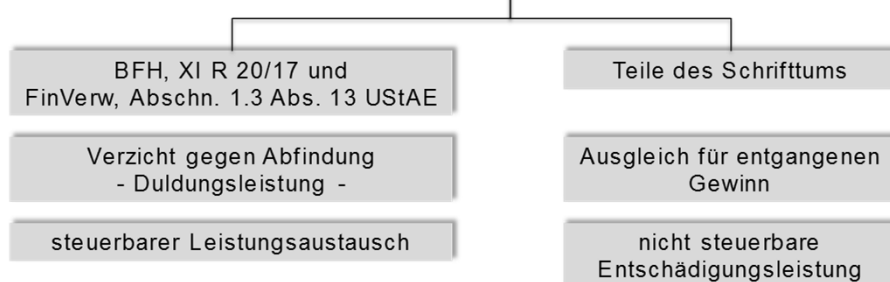 BFH, XI R 20/17 und
FinVerw, Abschn. 1.3 Abs. 13 UStAE
Verzicht gegen Abfindung
- Duldungsleistung -
steuerbarer Leistungsaustausch
Teile des Schrifttums
Ausgleich für entgangenen
Gewinn
nicht steuerbare
Entschädigungsleistung